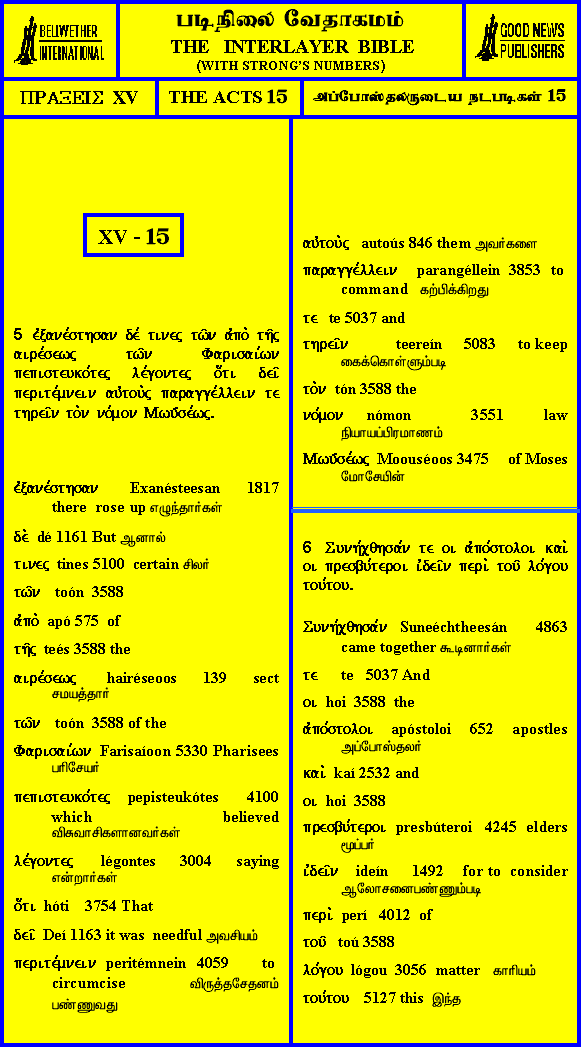 BELLWETHER
INTERNATIONAL
படிநிலை வேதாகமம்
THE INTERLAYER BIBLE
(WITH STRONG'S NUMBERS)
GOOD NEWS
PUBLISHERS
ΠΡΑΞΕΙΣ XV
THE ACTS 15
அப்போஸ்தலருடைய நடபடிகள் 15
XV - 15
5 ἐξανέστησαν δέ τινες τῶν ἀπὸ τῆς
αιρέσεως τῶν Φαρισαίων
πεπιστευκότες λέγοντες ὅτι δεῖ
περιτέμνειν αὐτοὺς παραγγέλλειν τε
τηρεῖν τὸν νόμον Μωΰσέως.
ἐξανέστησαν Exanésteesan 1817
there rose up எழுந்தார்கள்
δὲ dé 1161 But ஆனால்
τινες tines 5100 certain சிலர்
τῶν toón 3588
ἀπὸ apó 575 of
τῆς teés 3588 the
αιρέσεως hairéseoos 139 sect
சமயத்தார்
τῶν toón 3588 of the
Φαρισαίων Farisaíoon 5330 Pharisees
பரிசேயர்
πεπιστευκότες pepisteukótes 4100
which believed
விசுவாசிகளானவர்கள்
λέγοντες légontes 3004 saying
என்றார்கள்
ὅτι hóti 3754 That
δεῖ Deí 1163 it was needful அவசியம்
περιτέμνειν peritémnein 4059 to
circumcise விருத்தசேதனம்
பண்ணுவது
αὐτοὺς autoús 846 them அவர்களை
παραγγέλλειν parangéllein 3853 to
command கற்பிக்கிறது
τε te 5037 and
τηρεῖν teereín 5083 to keep
கைக்கொள்ளும்படி
τὸν tón 3588 the
νόμον nómon 3551 law
நியாயப்பிரமாணம்
Μωΰσέως Moouséoos 3475 of Moses
மோசேயின்
6 Συνήχθησάν τε οι ἀπόστολοι καὶ
οι πρεσβύτεροι ἰδεῖν περὶ τοῦ λόγου
τούτου.
Συνήχθησάν Suneéchtheesán 4863
came together கூடினார்கள்
τε te 5037 And
οι hoi 3588 the
ἀπόστολοι apóstoloi 652 apostles
அப்போஸ்தலர்
καὶ kaí 2532 and
οι hoi 3588
πρεσβύτεροι presbúteroi 4245 elders
மூப்பர்
ἰδεῖν ideín 1492 for to consider
ஆலோசனைபண்ணும்படி
περὶ perí 4012 of
τοῦ toú 3588
λόγου lógou 3056 matter காரியம்
τούτου 5127 this இந்த